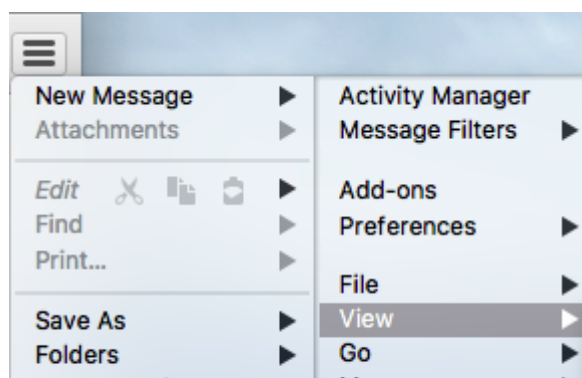 New Message
Attachments
Edit
Find
Print...
Save As
Folders
Activity Manager
Message Filters
Add-ons
Preferences
File
View
Go